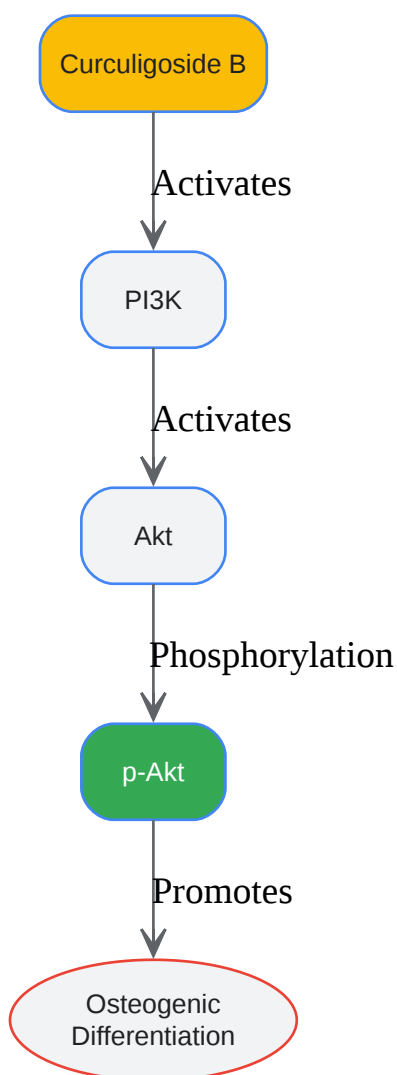 Curculigoside B
Activates
PI3K
Activates
Akt
Phosphorylation
p-Akt
Promotes
Osteogenic
Differentiation